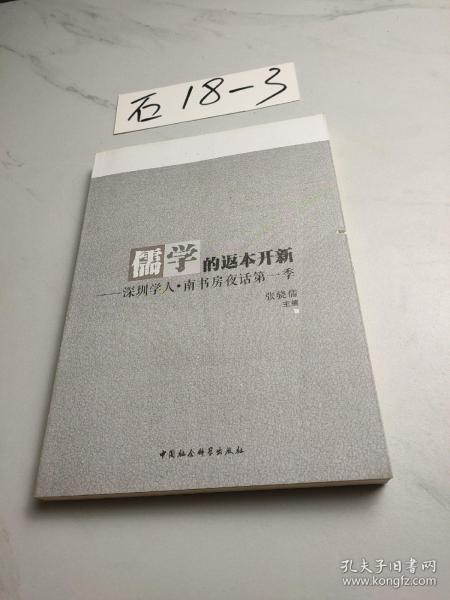 石18-3
儒学的返本开新
——深圳学人·南书房夜话第一季
张骁儒
主编
中国社会科学出版社
孔夫子旧书网
www.kongfz.com